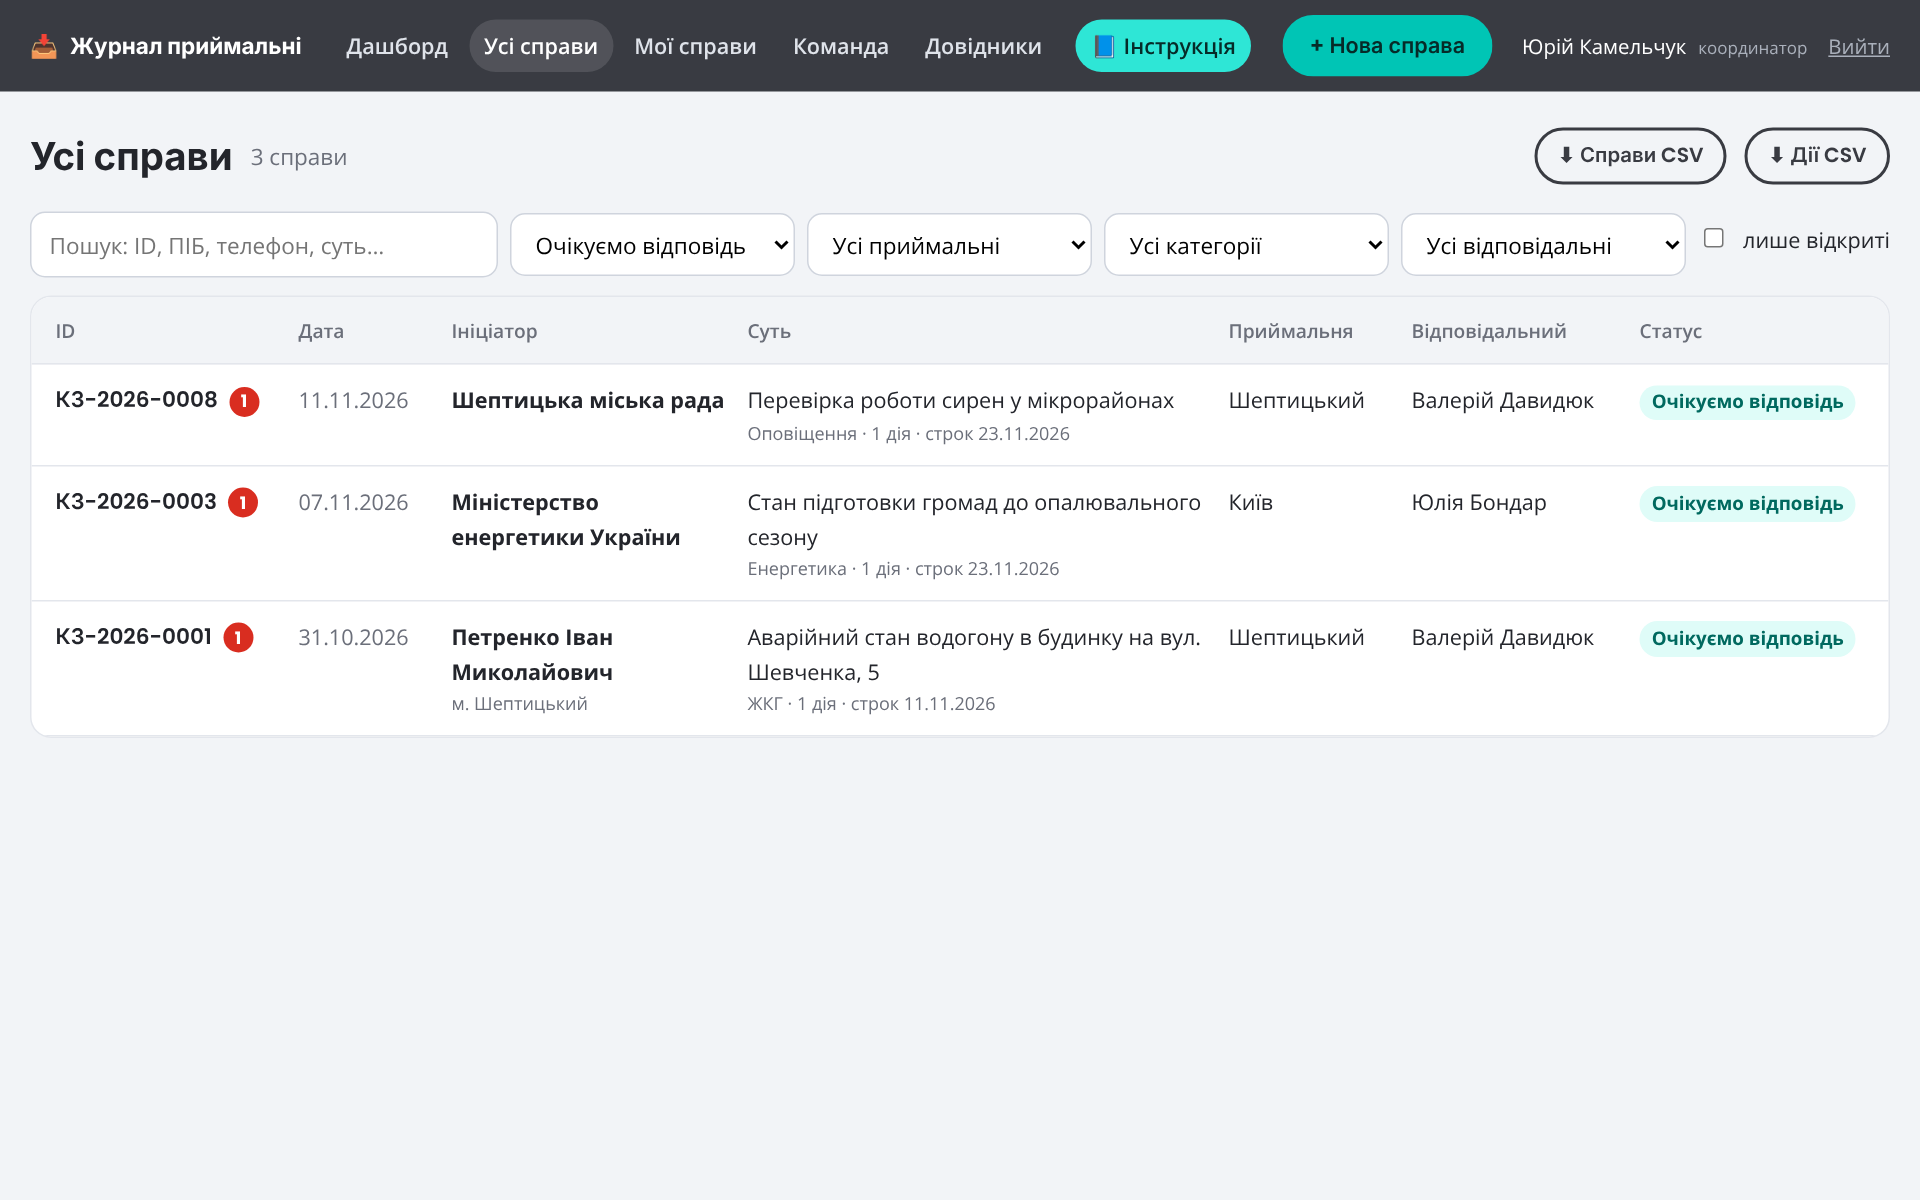 Журнал приймальні Дашборд Усі справи Мої справи Команда Довідники Інструкція + Нова справа Юрій Камельчук координатор Вийти
Усі справи 3 справи ⬇ Справи CSV ⬇ Дії CSV
Пошук: ID, ПІБ, телефон, суть... Очікуємо відповідь Усі приймальні Усі категорії Усі відповідальні лише відкриті
ID Дата Ініціатор Суть Приймальня Відповідальний Статус
КЗ-2026-0008 1 11.11.2026 Шептицька міська рада Перевірка роботи сирен у мікрорайонах Шептицький Валерій Давидюк Очікуємо відповідь
Оповіщення · 1 дія · строк 23.11.2026
КЗ-2026-0003 1 07.11.2026 Міністерство Стан підготовки громад до опалювального Київ Юлія Бондар Очікуємо відповідь
енергетики України сезону
Енергетика · 1 дія · строк 23.11.2026
КЗ-2026-0001 1 31.10.2026 Петренко Іван Аварійний стан водогону в будинку на вул. Шептицький Валерій Давидюк Очікуємо відповідь
Миколайович Шевченка, 5
м. Шептицький ЖКГ · 1 дія · строк 11.11.2026